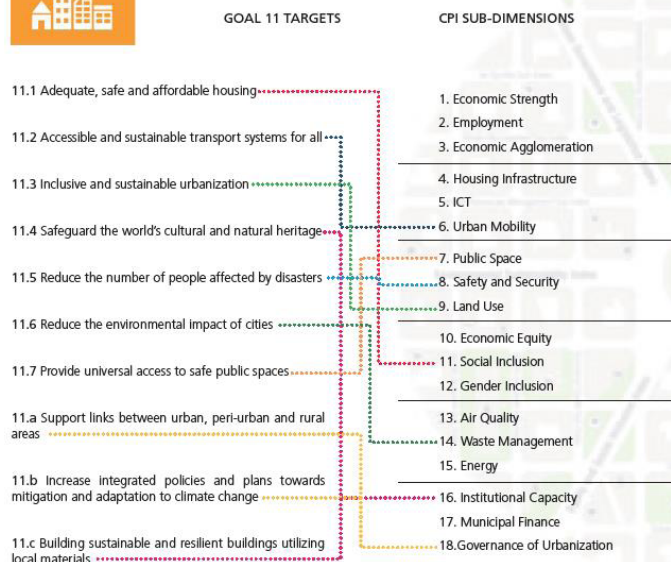 GOAL 11 TARGETS
CPI SUB-DIMENSIONS
11.1 Adequate, safe and affordable housing
11.2 Accessible and sustainable transport systems for all
11.3 Inclusive and sustainable urbanization
11.4 Safeguard the world's cultural and natural heritage
11.5 Reduce the number of people affected by disasters
11.6 Reduce the environmental impact of cities
11.7 Provide universal access to safe public spaces
11.a Support links between urban, peri-urban and rural
areas
11.b Increase integrated policies and plans towards
mitigation and adaptation to climate change
11.c Building sustainable and resilient buildings utilizing
local materials
1. Economic Strength
2. Employment
3. Economic Agglomeration
4. Housing Infrastructure
5. ICT
6. Urban Mobility
7. Public Space
8. Safety and Security
9. Land Use
10. Economic Equity
11. Social Inclusion
12. Gender Inclusion
13. Air Quality
14. Waste Management
15. Energy
16. Institutional Capacity
17. Municipal Finance
18.Governance of Urbanization